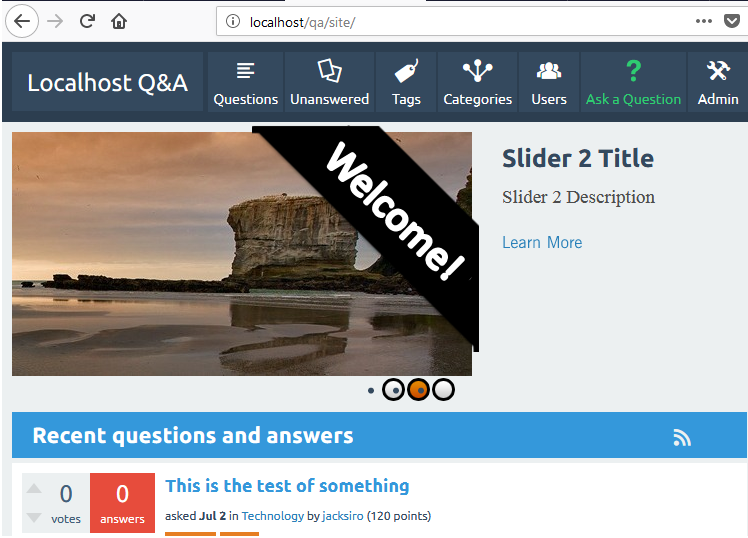 localhost/qa/site/
Localhost Q&A
Questions
Unanswered
Tags
Categories
Users
Ask a Question
Admin
Welcome!
Slider 2 Title
Slider 2 Description
Learn More
Recent questions and answers
0
votes
0
answers
This is the test of something
asked Jul 2 in Technology by jacksiro (120 points)